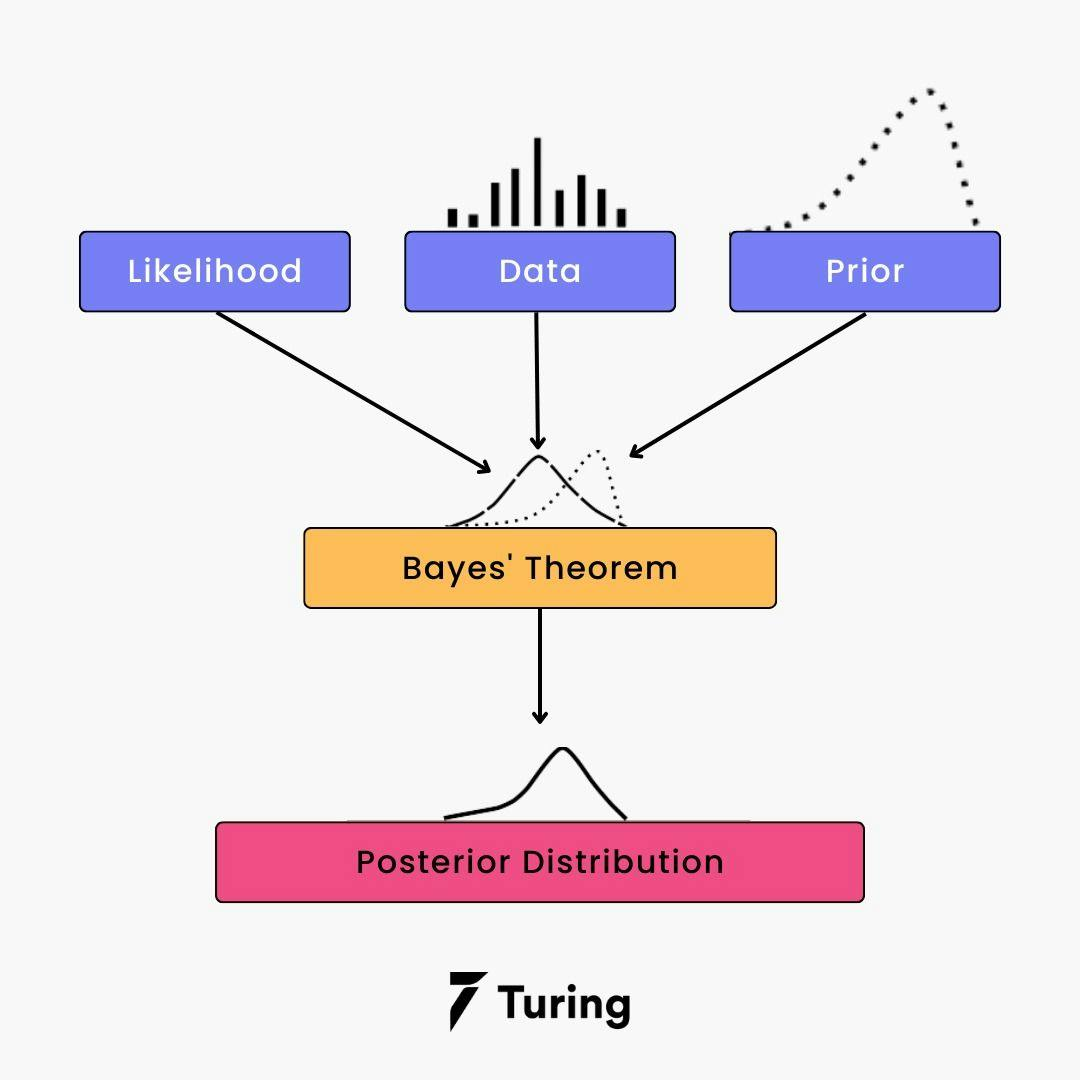 Likelihood
Data
Prior
Bayes' Theorem
Posterior Distribution
Turing